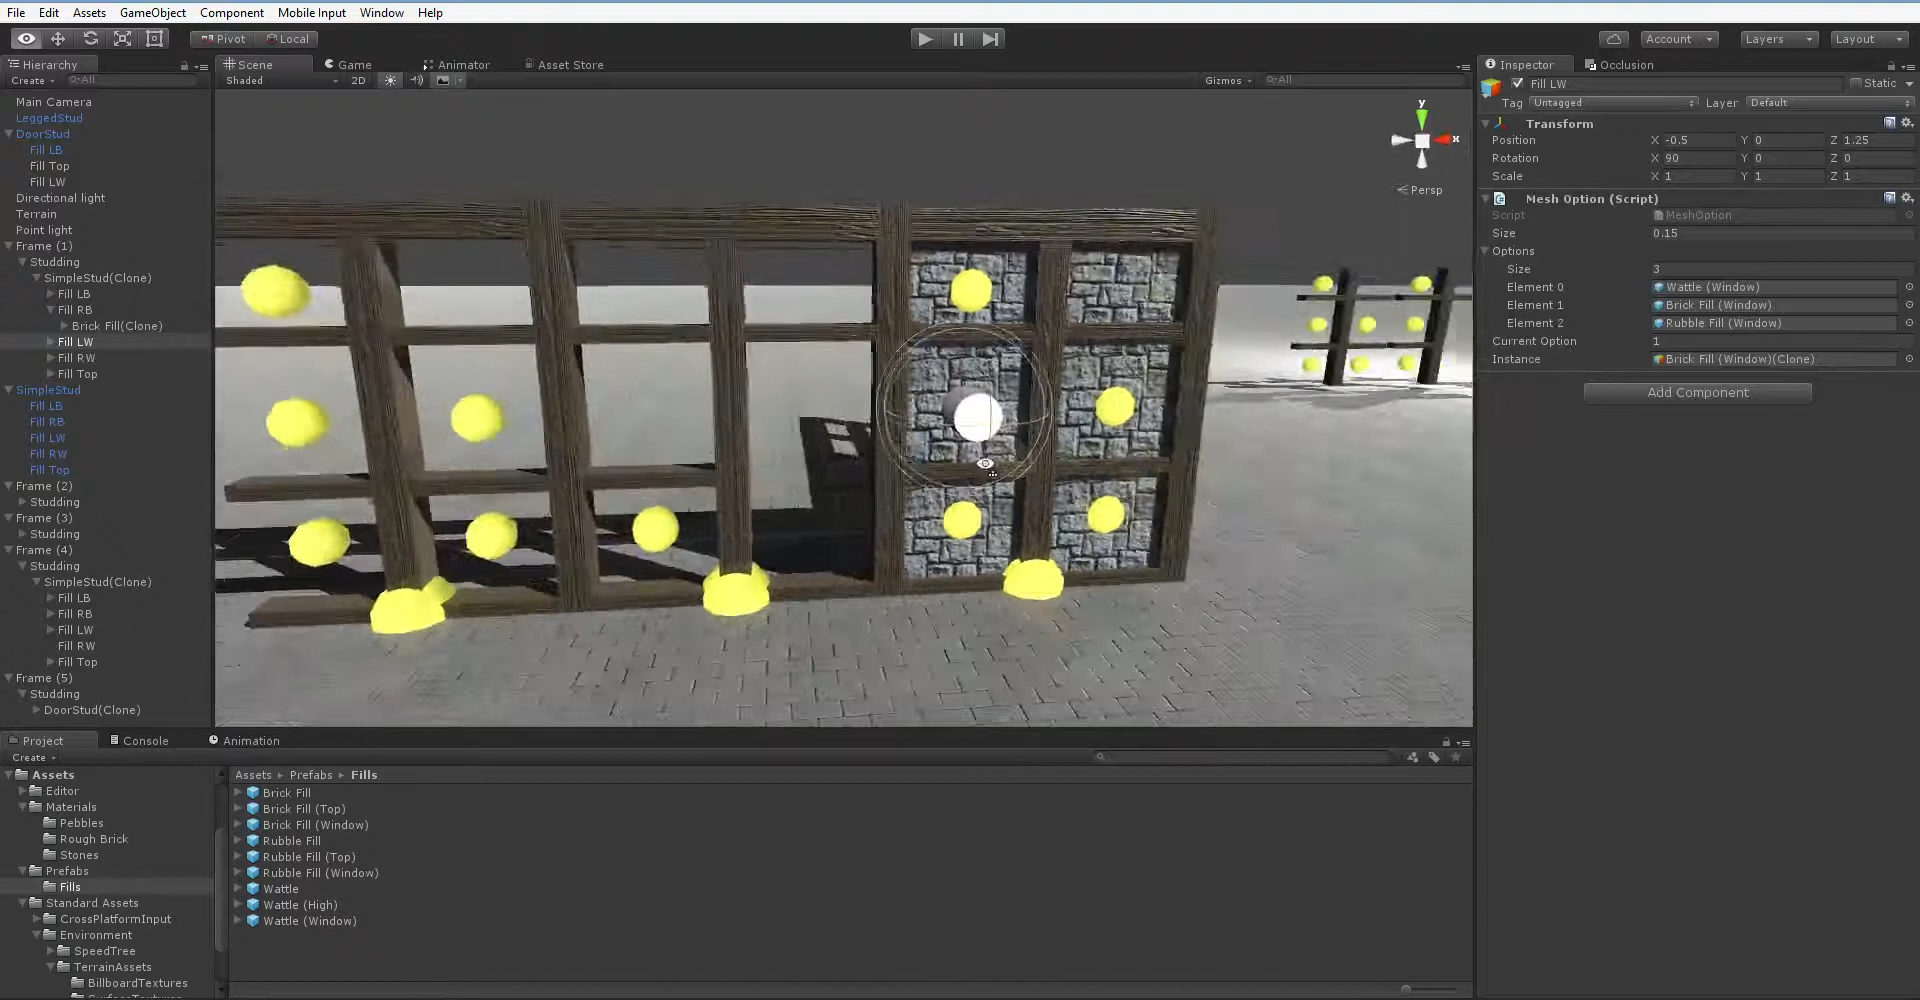 File Edit Assets GameObject Component Mobile Input Window Help
Pivot Local Account Layers Layout
Hierarchy
Create All
Main Camera
LeggedStud
DoorStud
Fill LB
Fill Top
Fill LW
Directional light
Terrain
Point light
Frame (1)
Studding
SimpleStud(Clone)
Fill LB
Fill RB
Brick Fill(Clone)
Fill LW
Fill RW
Fill Top
SimpleStud
Fill LB
Fill RB
Fill LW
Fill RW
Fill Top
Frame (2)
Studding
Frame (3)
Studding
Frame (4)
Studding
SimpleStud(Clone)
Fill LB
Fill RB
Fill LW
Fill RW
Fill Top
Frame (5)
Studding
DoorStud(Clone)
Scene Game Animator Asset Store
Shaded 2D Gizmos All
y
x
Persp
Inspector Occlusion
Fill LW Static
Tag Untagged Layer Default
Transform
Position X -0.5 Y 0 Z 1.25
Rotation X 90 Y 0 Z 0
Scale X 1 Y 1 Z 1
Mesh Option (Script)
Script MeshOption
Size 0.15
Options
Size 3
Element 0 Wattle (Window)
Element 1 Brick Fill (Window)
Element 2 Rubble Fill (Window)
Current Option 1
Instance Brick Fill (Window)(Clone)
Add Component
Project Console Animation
Create
Assets
Editor
Materials
Pebbles
Rough Brick
Stones
Prefabs
Fills
Standard Assets
CrossPlatformInput
Environment
SpeedTree
TerrainAssets
BillboardTextures
Assets Prefabs Fills
Brick Fill
Brick Fill (Top)
Brick Fill (Window)
Rubble Fill
Rubble Fill (Top)
Rubble Fill (Window)
Wattle
Wattle (High)
Wattle (Window)